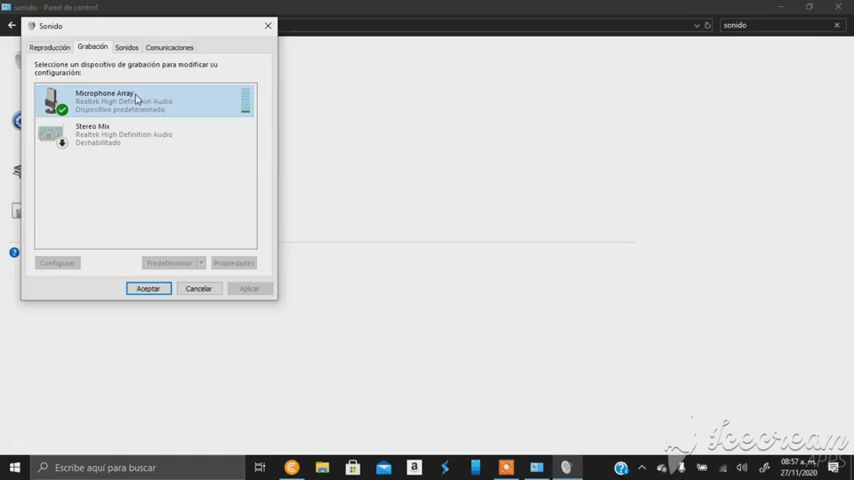 sonido - Panel de control
sonido
Sonido
Reproducción
Grabación
Sonidos
Comunicaciones
Seleccione un dispositivo de grabación para modificar su
configuración:
Microphone Array
Realtek High Definition Audio
Dispositivo predeterminado
Stereo Mix
Realtek High Definition Audio
Deshabilitado
Configurar
Predeterminar
Propiedades
Aceptar
Cancelar
Aplicar
Icecream
APPS
Escribe aquí para buscar
08:57 a. m.
27/11/2020